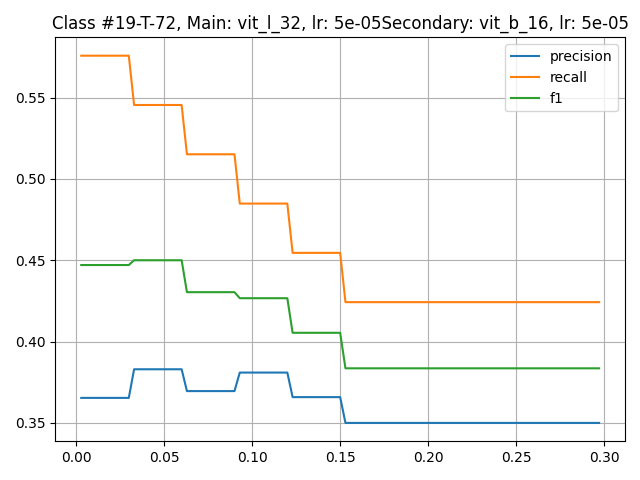 Class #19-T-72, Main: vit_l_32, lr: 5e-05Secondary: vit_b_16, lr: 5e-05
precision
recall
f1
0.55
0.50
0.45
0.40
0.35
0.00 0.05 0.10 0.15 0.20 0.25 0.30